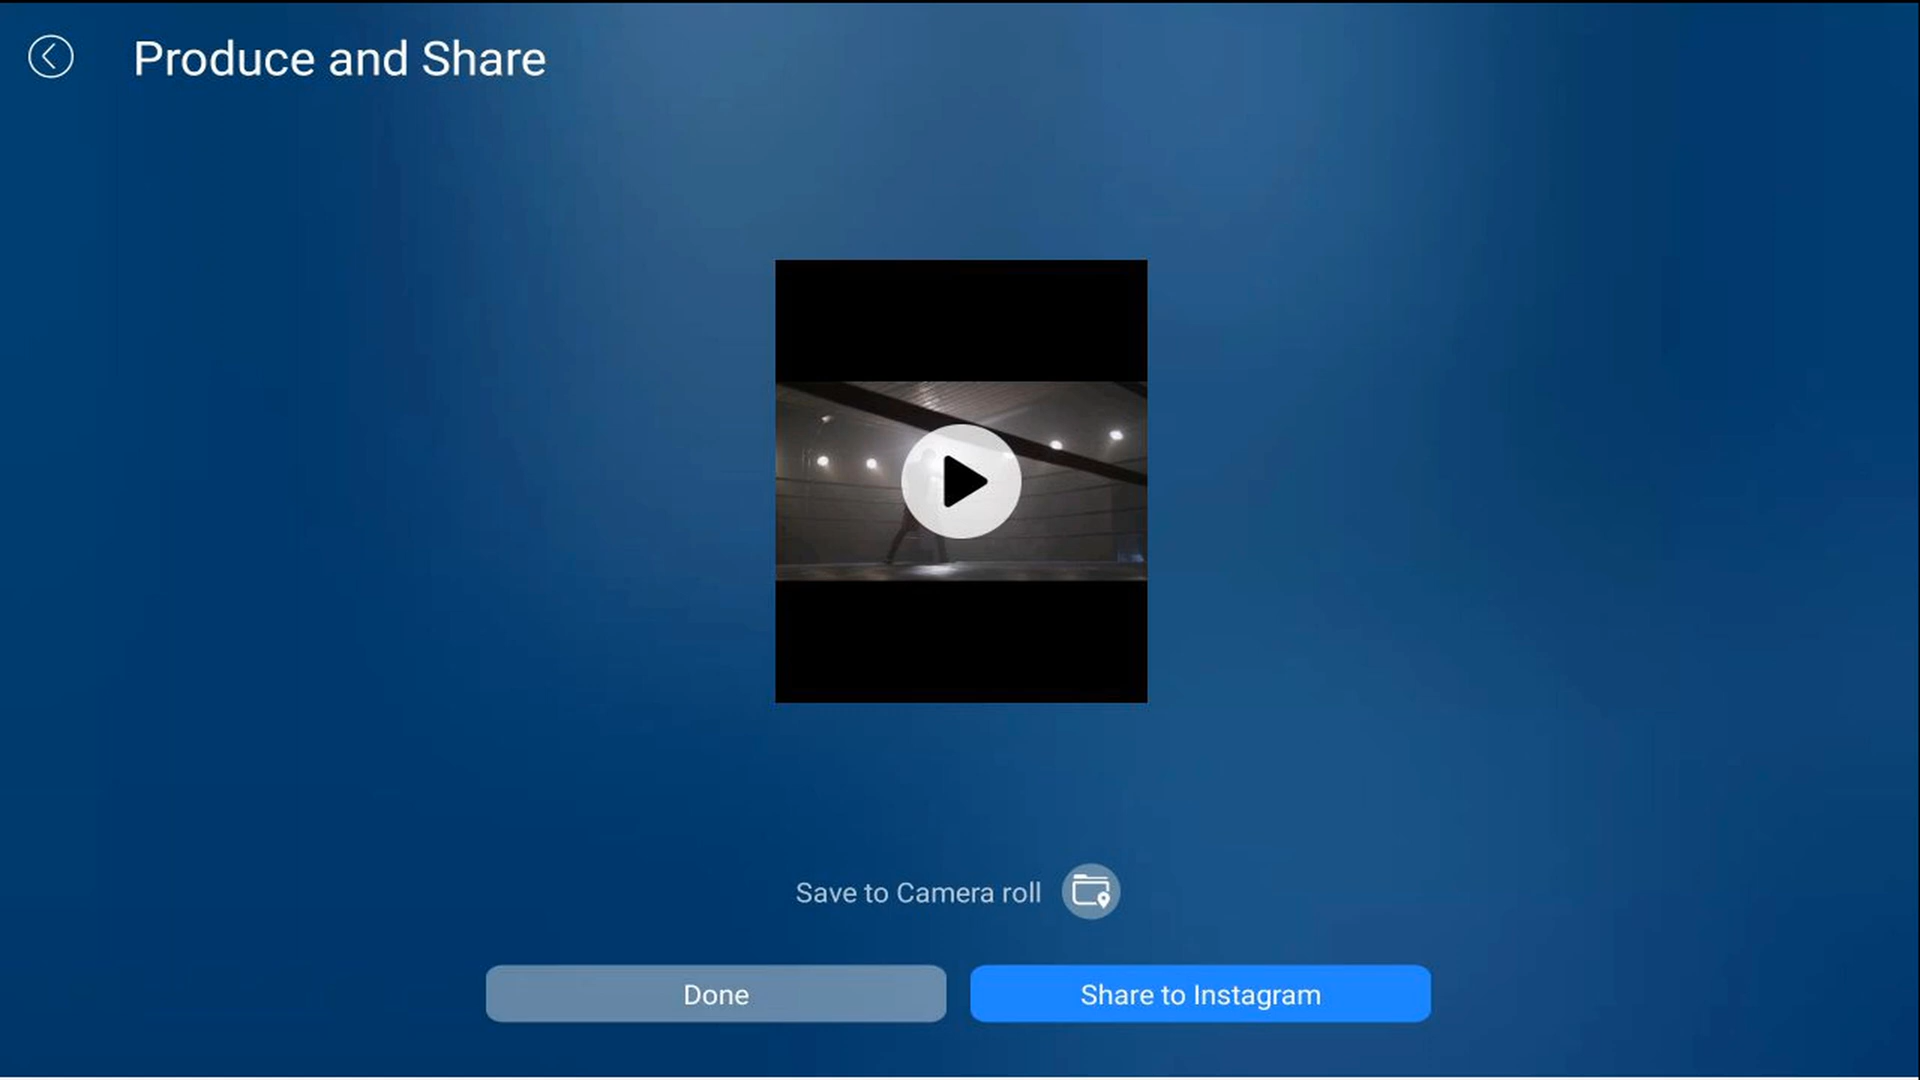 Produce and Share
Save to Camera roll
Done
Share to Instagram